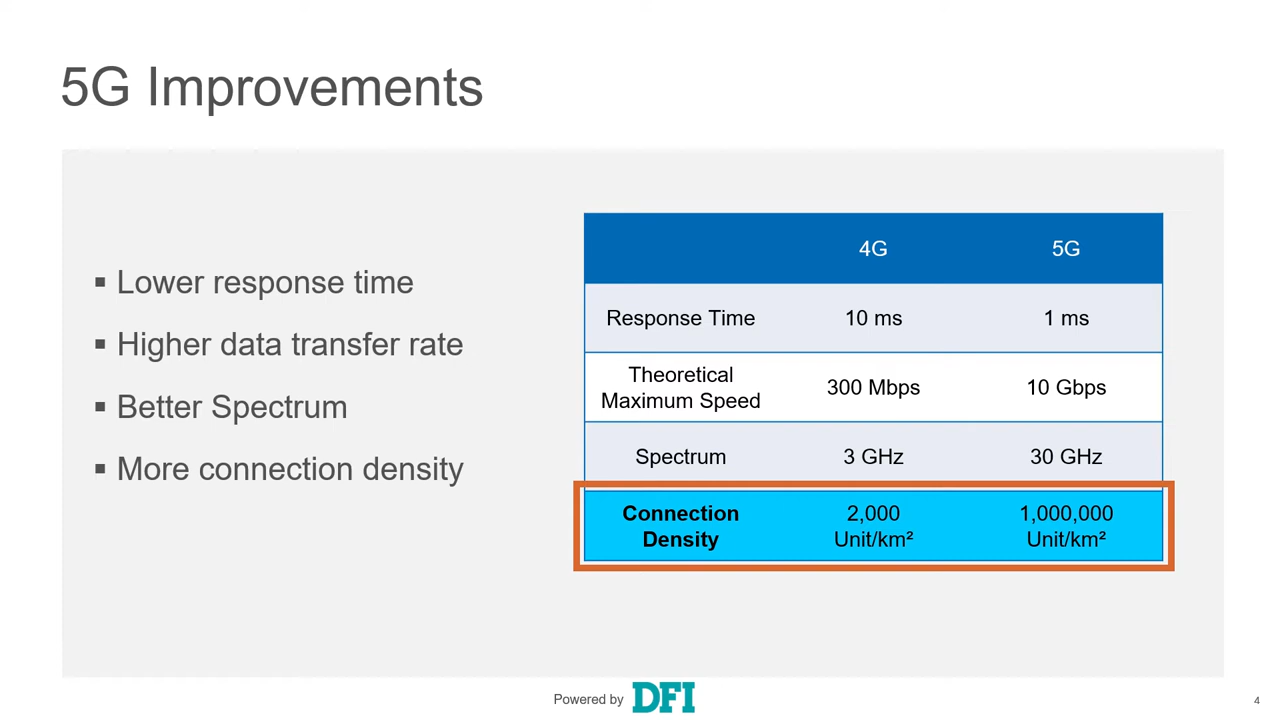 5G Improvements
▪ Lower response time
▪ Higher data transfer rate
▪ Better Spectrum
▪ More connection density
4G 5G
Response Time 10 ms 1 ms
Theoretical
Maximum Speed 300 Mbps 10 Gbps
Spectrum 3 GHz 30 GHz
Connection 2,000 1,000,000
Density Unit/km² Unit/km²
Powered by DFI
4